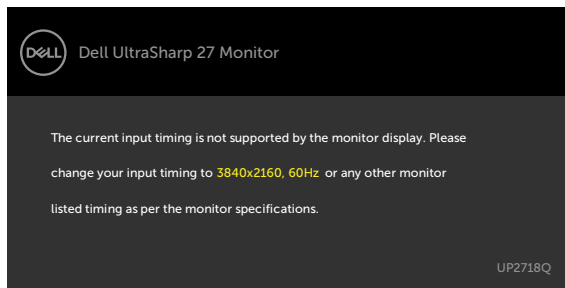 DELL
Dell UltraSharp 27 Monitor
The current input timing is not supported by the monitor display. Please
change your input timing to 3840x2160, 60Hz or any other monitor
listed timing as per the monitor specifications.
UP2718Q